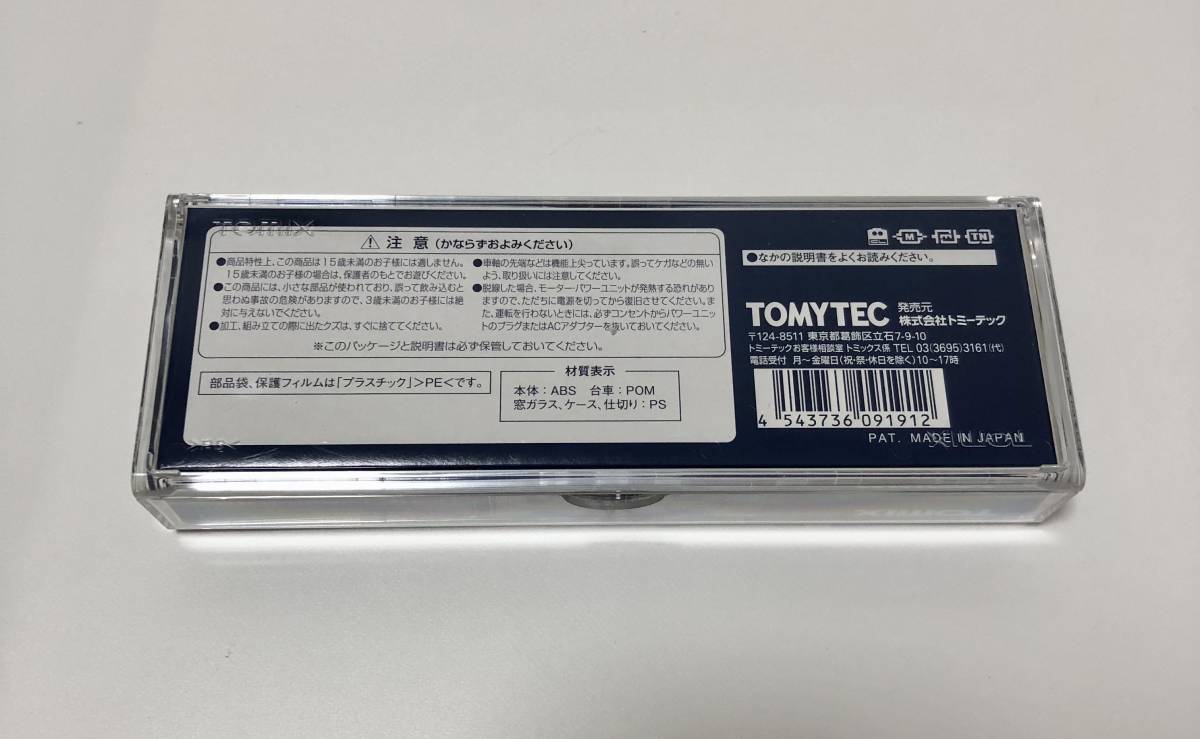 TOMIX
⚠ 注 意 (かならずおよみください)
●商品特性上、この商品は15歳未満のお子様には適しません。
15歳未満のお子様の場合は、保護者のもとでお遊びください。
●この商品には、小さな部品が使われており、誤って飲み込むと
思わぬ事故の危険がありますので、3歳未満のお子様には絶
対に与えないでください。
●加工、組み立ての際に出たクズは、すぐに捨ててください。
●車軸の先端などは機能上尖っています。誤ってケガなどの無い
よう、取り扱いには注意してください。
●脱線した場合、モーター・パワーユニットが発熱する恐れがあり
ますので、ただちに電源を切ってから復旧させてください。ま
た、運転を行わないときには、必ずコンセントからパワーユニッ
トのプラグまたはACアダプターを抜いておいてください。
※このパッケージと説明書は必ず保管しておいてください。
部品袋、保護フィルムは「プラスチック」>PE<です。
材質表示
本体:ABS 台車:POM
窓ガラス、ケース、仕切り:PS
CL M E TN
●なかの説明書をよくお読みください。
TOMYTEC 発売元 株式会社トミーテック
〒124-8511 東京都葛飾区立石7-9-10
トミーテックお客様相談室 トミックス係 TEL 03(3695)3161(代)
電話受付 月〜金曜日(祝・祭・休日を除く)10〜17時
4 543736 091912
PAT. MADE IN JAPAN
>PS<
TOMIX
TOMIX